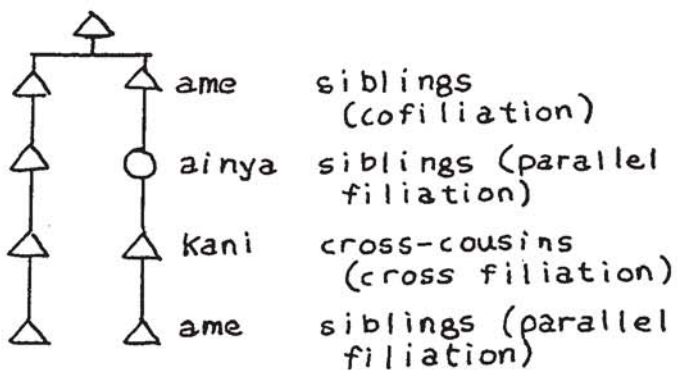 ame siblings
(cofiliation)
ainya siblings (parallel
filiation)
kani cross-cousins
(cross filiation)
ame siblings (parallel
filiation)